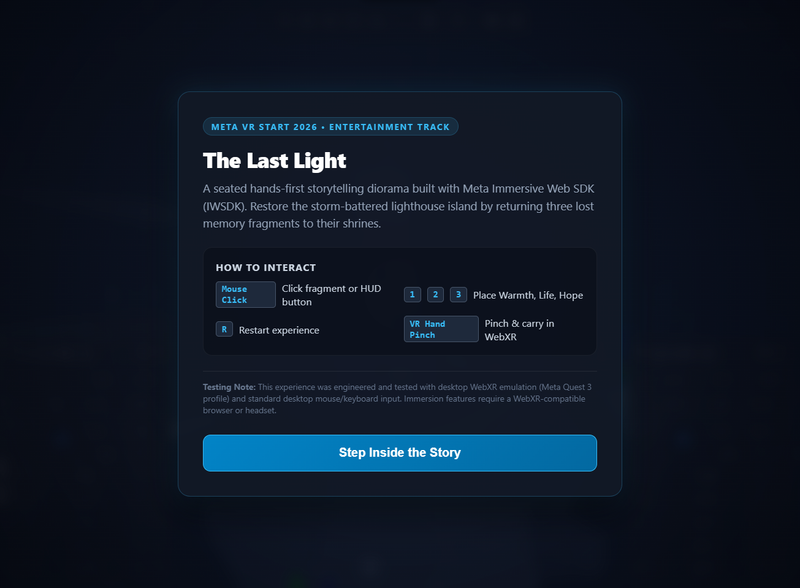 META VR START 2026 • ENTERTAINMENT TRACK
The Last Light
A seated hands-first storytelling diorama built with Meta Immersive Web SDK
(IWSDK). Restore the storm-battered lighthouse island by returning three lost
memory fragments to their shrines.
HOW TO INTERACT
Mouse
Click
Click fragment or HUD
button
1 2 3 Place Warmth, Life, Hope
R Restart experience
VR Hand
Pinch
Pinch & carry in
WebXR
Testing Note: This experience was engineered and tested with desktop WebXR emulation (Meta Quest 3
profile) and standard desktop mouse/keyboard input. Immersion features require a WebXR-compatible
browser or headset.
Step Inside the Story